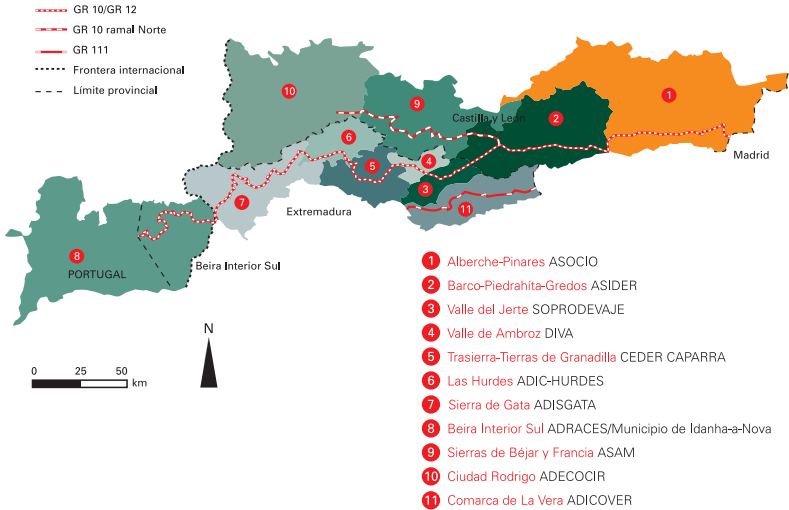 GR 10/GR 12
GR 10 ramal Norte
GR 111
Frontera internacional
Límite provincial
10
9
1
Castilla y León
2
6
Madrid
5
4
3
7
Extremadura
11
8
PORTUGAL
Beira Interior Sul
N
0 25 50
km
1 Alberche-Pinares ASOCIO
2 Barco-Piedrahíta-Gredos ASIDER
3 Valle del Jerte SOPRODEVAJE
4 Valle de Ambroz DIVA
5 Trasierra-Tierras de Granadilla CEDER CAPARRA
6 Las Hurdes ADIC-HURDES
7 Sierra de Gata ADISGATA
8 Beira Interior Sul ADRACES/Municipio de Idanha-a-Nova
9 Sierras de Béjar y Francia ASAM
10 Ciudad Rodrigo ADECOCIR
11 Comarca de La Vera ADICOVER